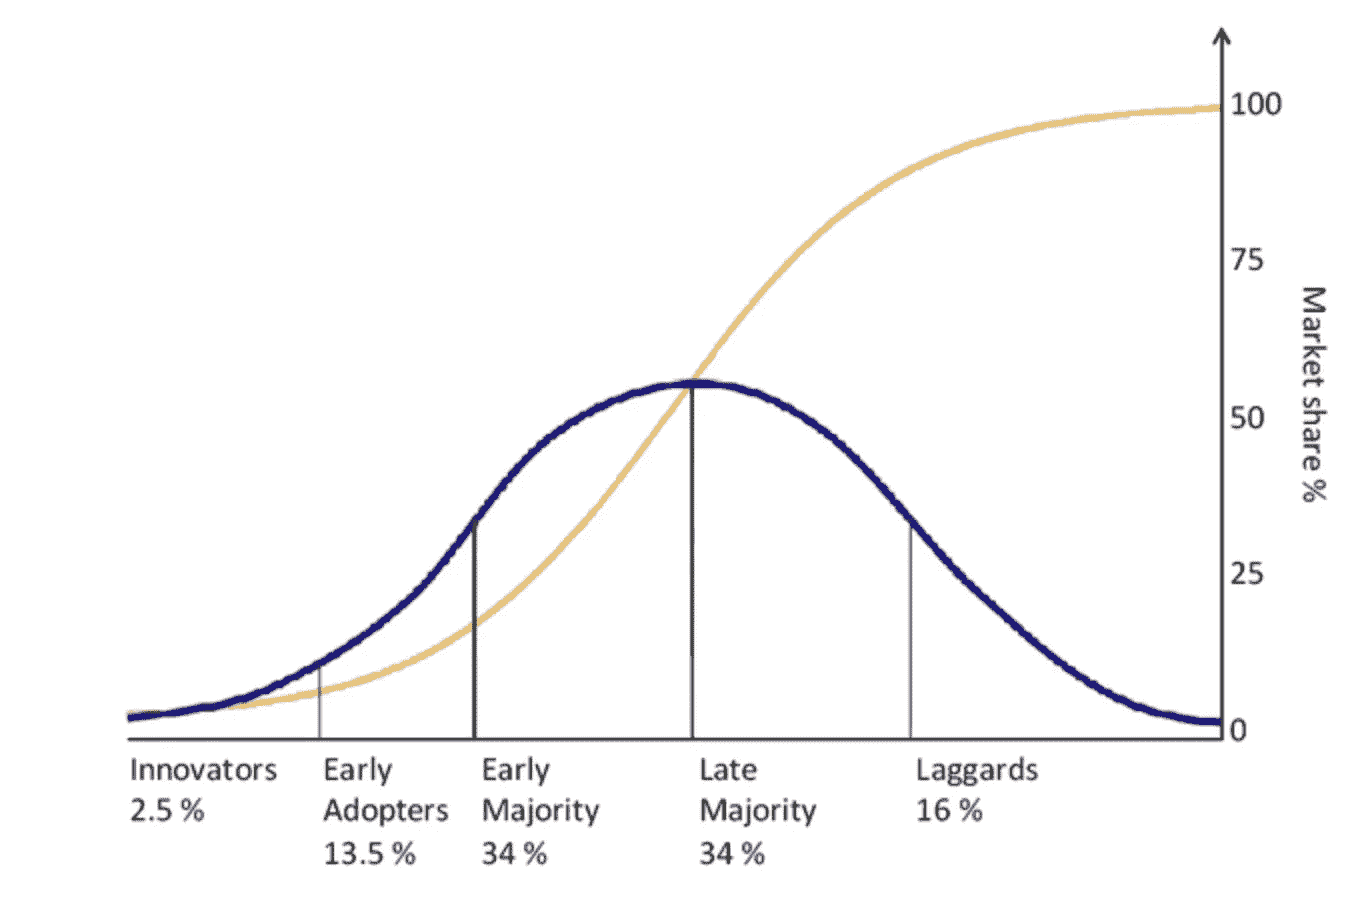 100
75
50
25
0
Market share %
Innovators
2.5 %
Early
Adopters
13.5 %
Early
Majority
34 %
Late
Majority
34 %
Laggards
16 %